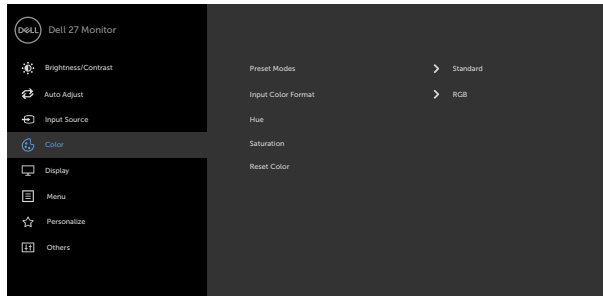 DELL Dell 27 Monitor
Brightness/Contrast
Auto Adjust
Input Source
Color
Display
Menu
Personalize
Others
Preset Modes Standard
Input Color Format RGB
Hue
Saturation
Reset Color